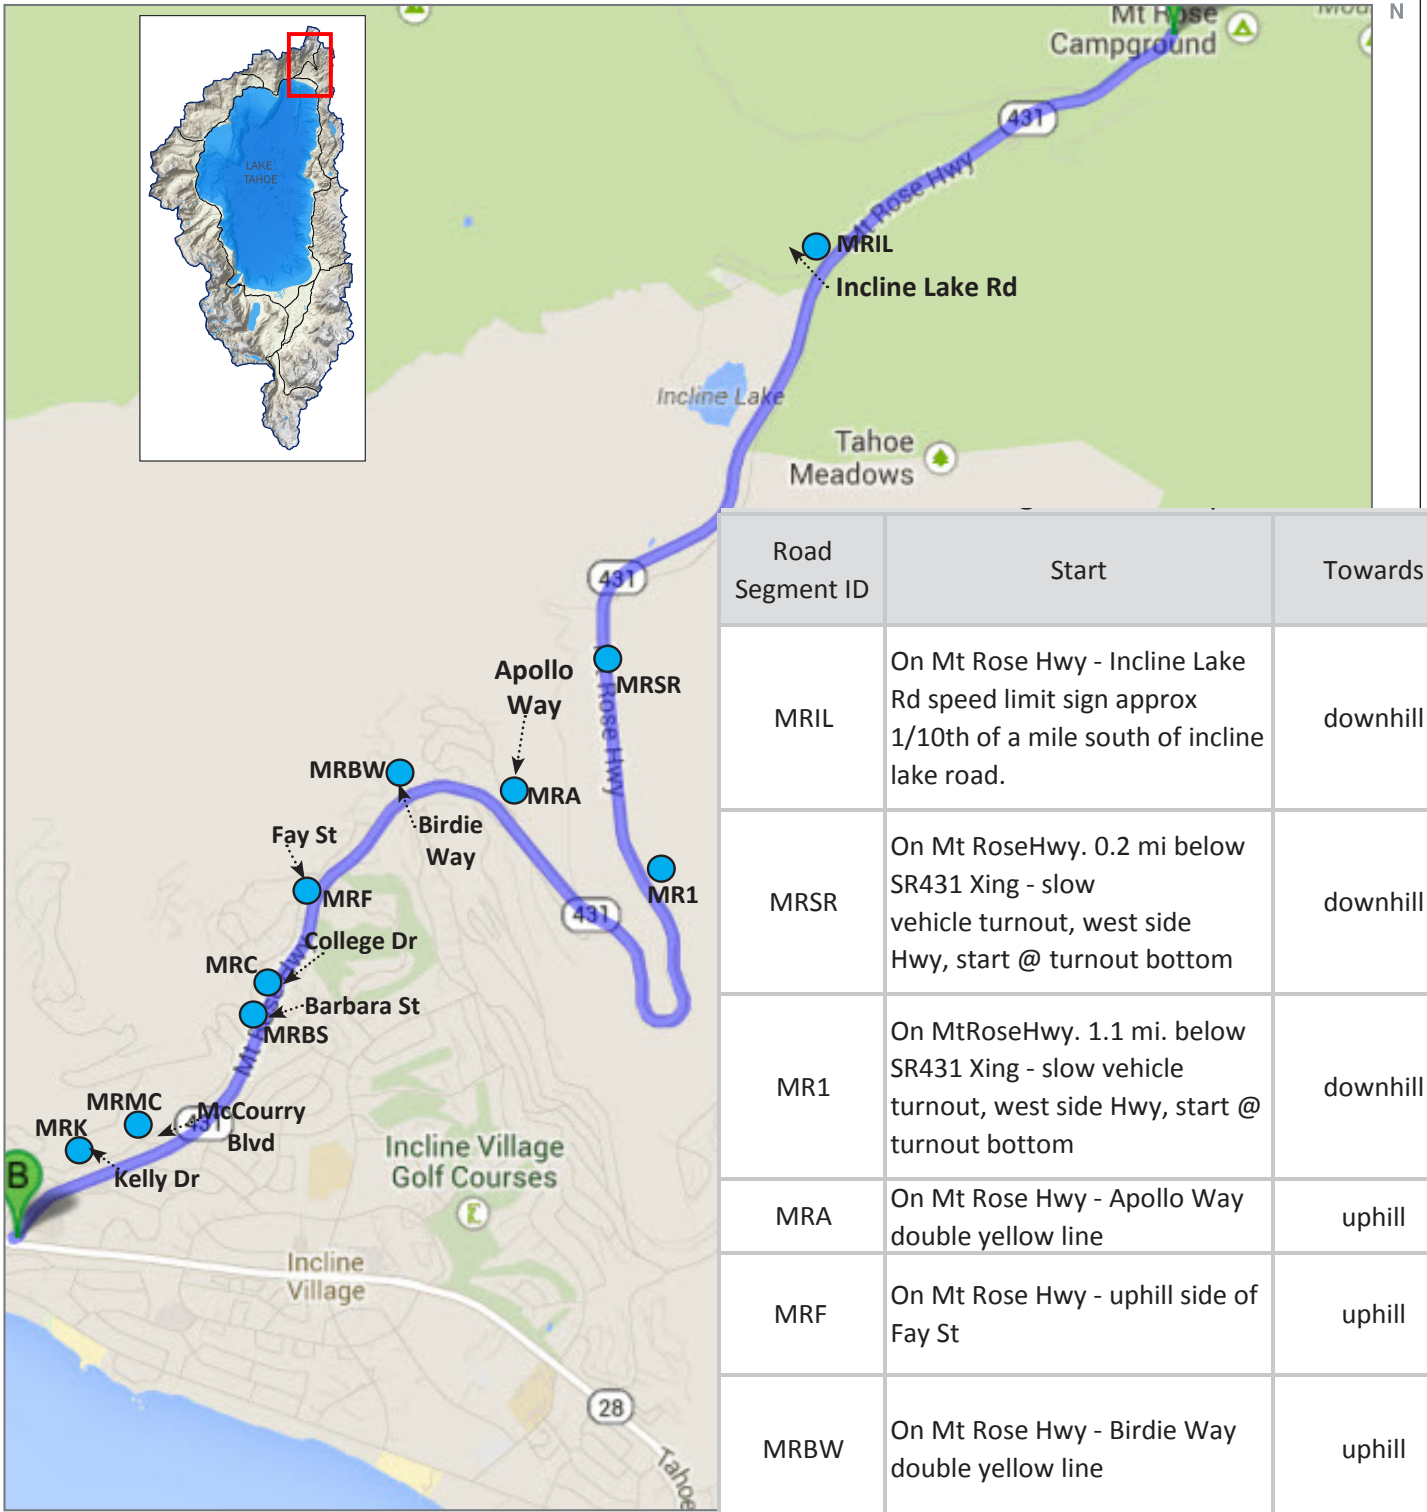 Mt Rose
Campground
N
LAKE
TAHOE
431
Mt Rose Hwy
MRIL
Incline Lake Rd
Incline Lake
Tahoe
Meadows
431
Apollo
Way
MRSR
Rose Hwy
MRBW
MRA
Birdie
Way
Fay St
MRF
MR1
431
College Dr
MRC
Barbara St
MRBS
Hwy
MRMC
McCourry
Blvd
431
MRK
Kelly Dr
B
Incline Village
Golf Courses
Incline
Village
28
Tahoe
Road
Segment ID
Start
Towards
MRIL
On Mt Rose Hwy - Incline Lake
Rd speed limit sign approx
1/10th of a mile south of incline
lake road.
downhill
MRSR
On Mt RoseHwy. 0.2 mi below
SR431 Xing - slow
vehicle turnout, west side
Hwy, start @ turnout bottom
downhill
MR1
On MtRoseHwy. 1.1 mi. below
SR431 Xing - slow vehicle
turnout, west side Hwy, start @
turnout bottom
downhill
MRA
On Mt Rose Hwy - Apollo Way
double yellow line
uphill
MRF
On Mt Rose Hwy - uphill side of
Fay St
uphill
MRBW
On Mt Rose Hwy - Birdie Way
double yellow line
uphill